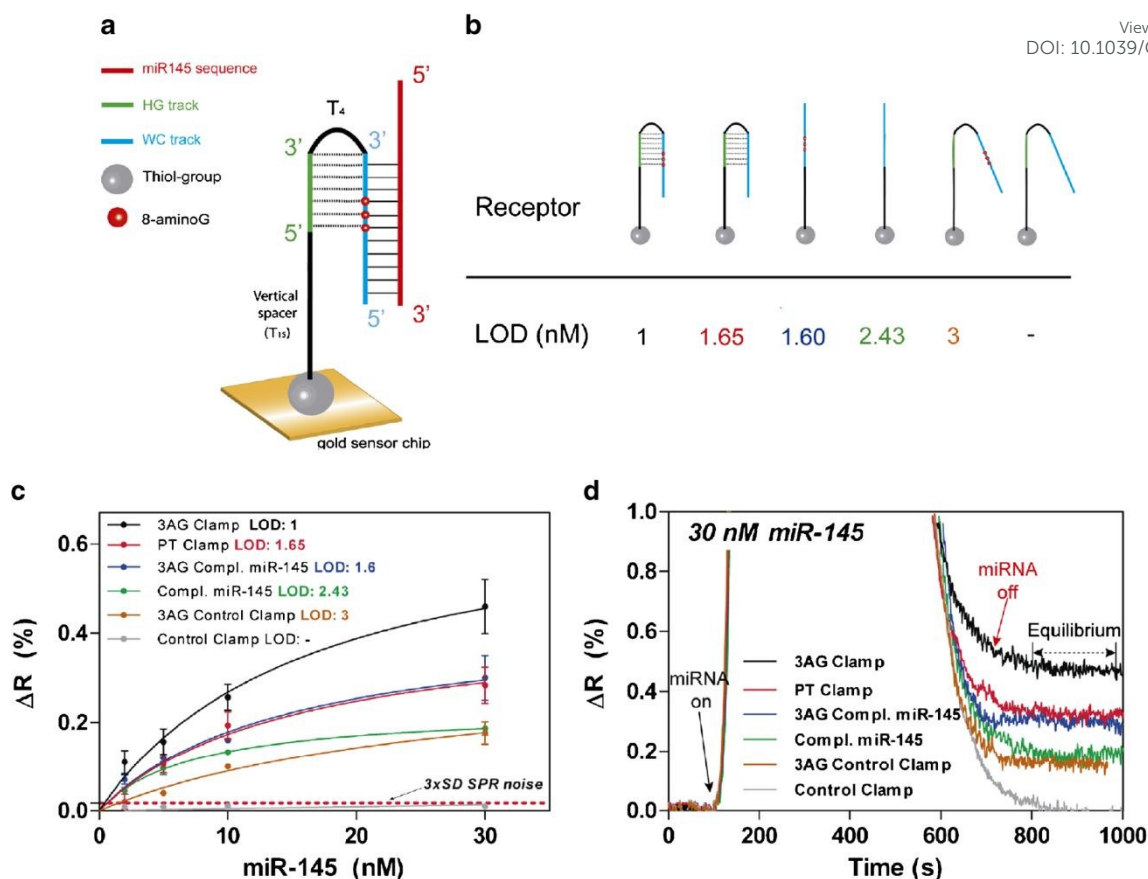 View
DOI: 10.1039/C
a
miR145 sequence
HG track
WC track
Thiol-group
8-aminoG
T4
3’
3’
5’
5’
5’
3’
Vertical
spacer
(T15)
gold sensor chip
b
Receptor
LOD (nM) 1 1.65 1.60 2.43 3 -
c
3AG Clamp LOD: 1
PT Clamp LOD: 1.65
3AG Compl. miR-145 LOD: 1.6
Compl. miR-145 LOD: 2.43
3AG Control Clamp LOD: 3
Control Clamp LOD: -
3xSD SPR noise
ΔR (%)
0.6
0.4
0.2
0.0
0 10 20 30
miR-145 (nM)
d
30 nM miR-145
miRNA
off
Equilibrium
miRNA
on
3AG Clamp
PT Clamp
3AG Compl. miR-145
Compl. miR-145
3AG Control Clamp
Control Clamp
ΔR (%)
1.0
0.8
0.6
0.4
0.2
0.0
0 200 400 600 800 1000
Time (s)